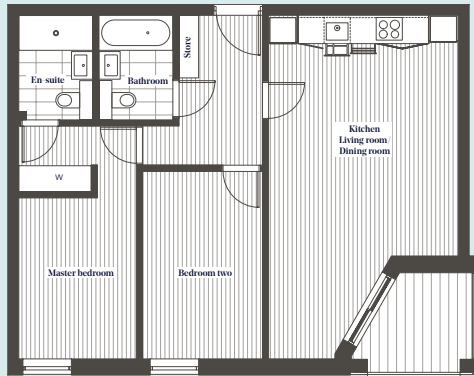 Store
En-suite
Bathroom
Kitchen
Living room /
Dining room
W
Master bedroom
Bedroom two